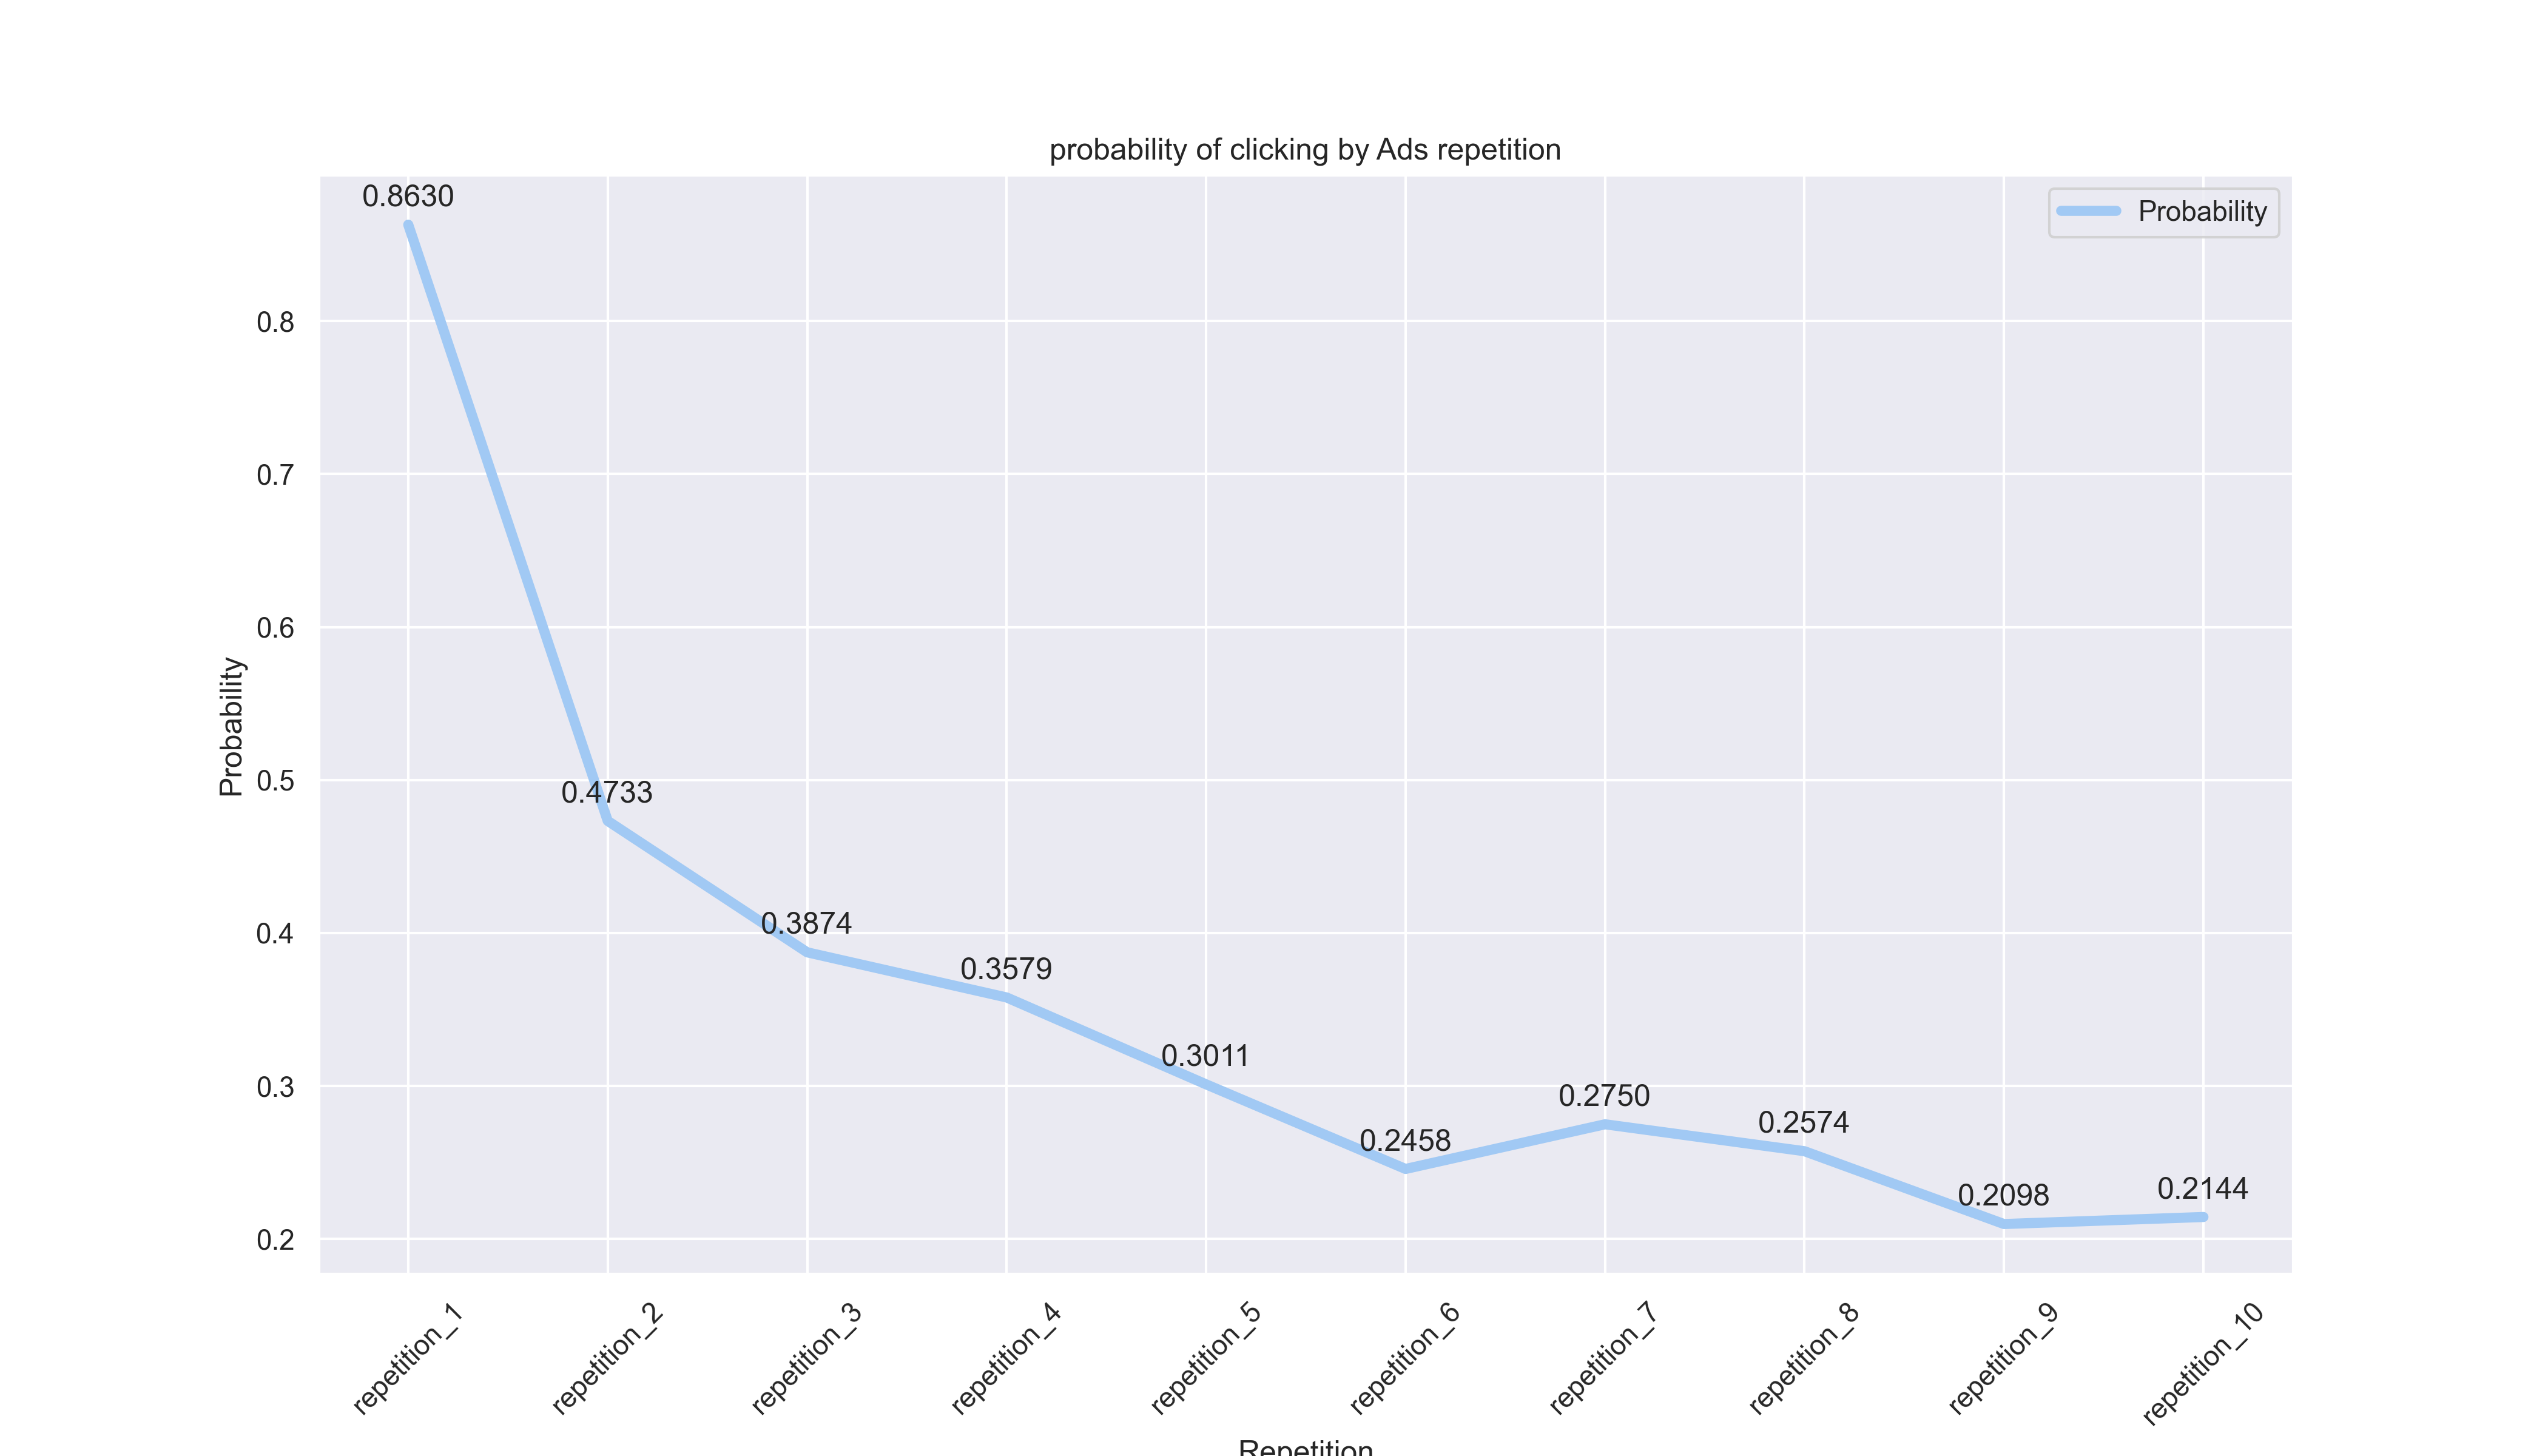 probability of clicking by Ads repetition
Probability
0.8630
0.4733
0.3874
0.3579
0.3011
0.2458
0.2750
0.2574
0.2098
0.2144
Probability
0.8
0.7
0.6
0.5
0.4
0.3
0.2
repetition_1
repetition_2
repetition_3
repetition_4
repetition_5
repetition_6
repetition_7
repetition_8
repetition_9
repetition_10
Repetition